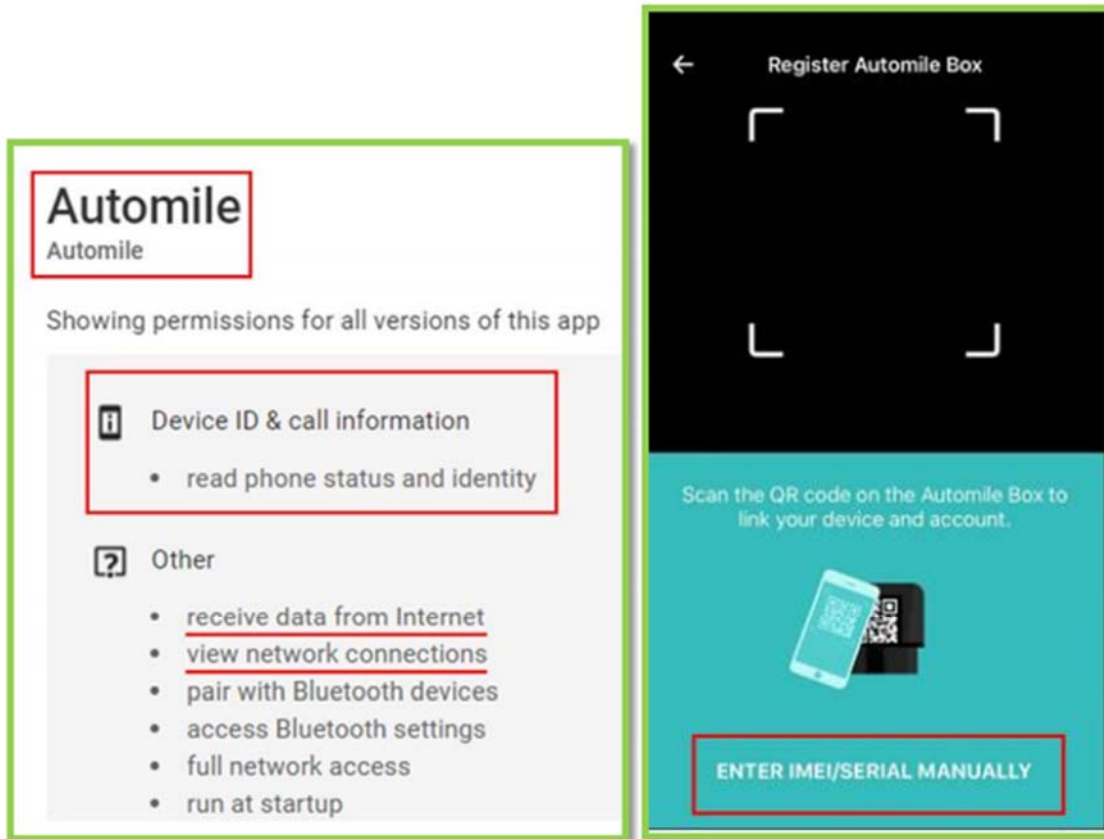 Automile
Automile
Showing permissions for all versions of this app
Device ID & call information
• read phone status and identity
Other
• receive data from Internet
• view network connections
• pair with Bluetooth devices
• access Bluetooth settings
• full network access
• run at startup
Register Automile Box
Scan the QR code on the Automile Box to
link your device and account.
ENTER IMEI/SERIAL MANUALLY